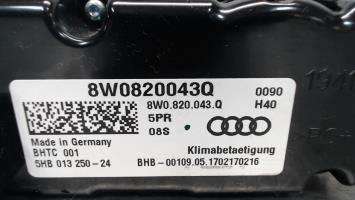 8W0820043Q 0090
8W0.820.043.Q H40
5PR
08S
Made in Germany
BHTC 001 Klimabetaetigung
5HB 013 250-24 BHB-00109.05.1702170216